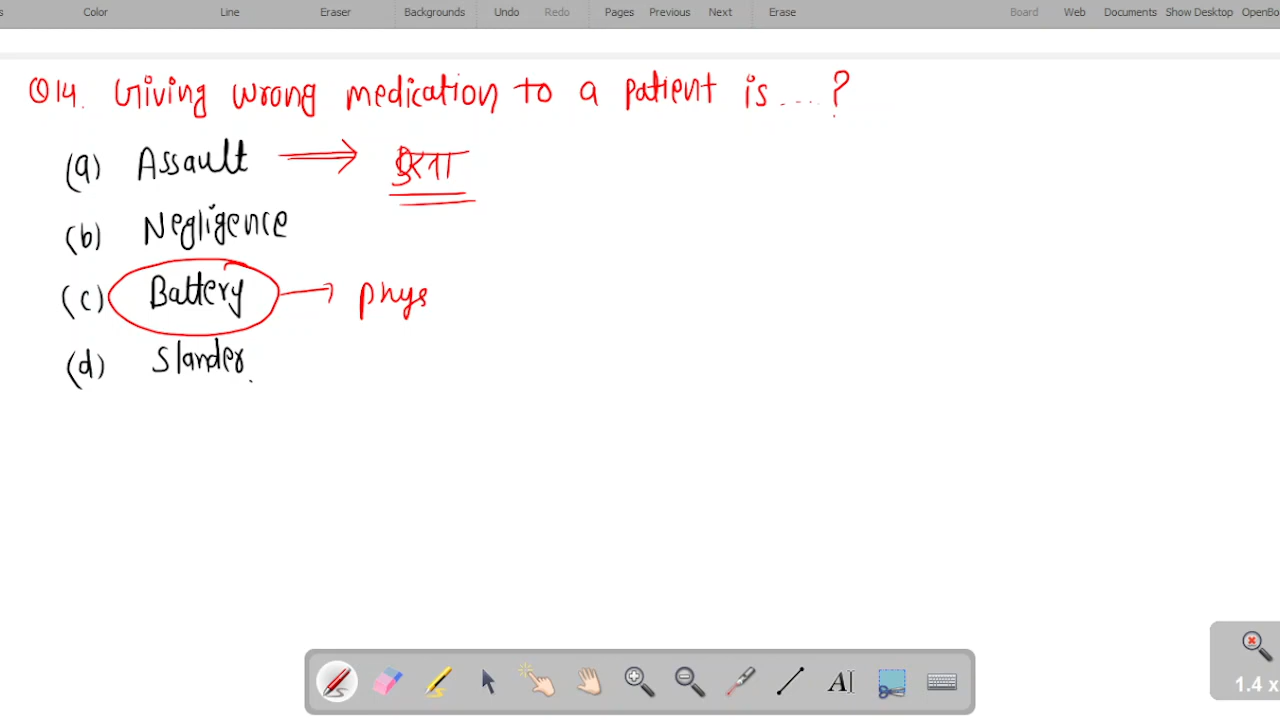 Color Line Eraser Backgrounds Undo Redo Pages Previous Next Erase Board Web Documents Show Desktop OpenBo
Q14. Giving wrong medication to a patient is .... ?
(a) Assault ⟹
(b) Negligence
(c) Battery → phys
(d) Slander
1.4 x